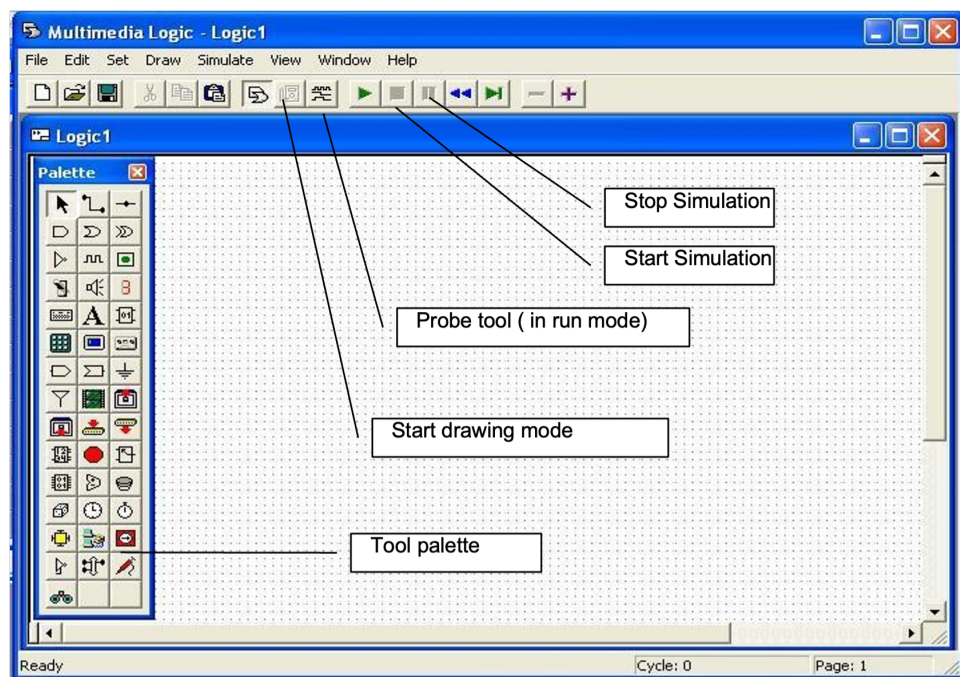 Multimedia Logic - Logic1
File Edit Set Draw Simulate View Window Help
Logic1
Palette
A
8
Stop Simulation
Start Simulation
Probe tool ( in run mode)
Start drawing mode
Tool palette
Ready
Cycle: 0
Page: 1